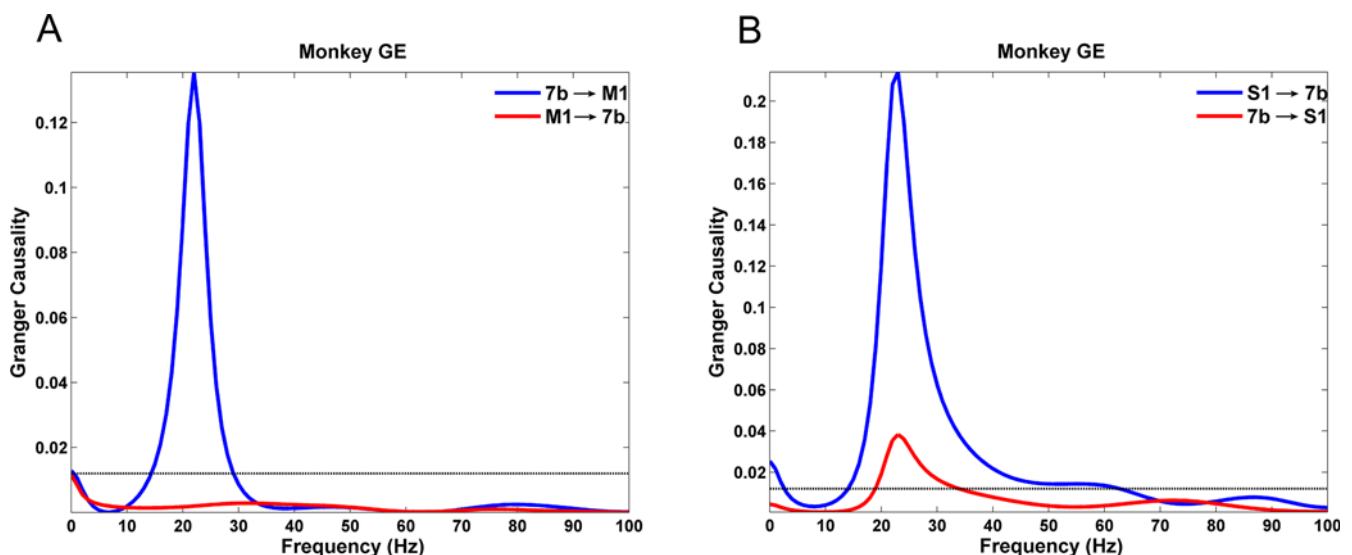 A
Monkey GE
7b → M1
M1 → 7b
0.12
0.1
0.08
0.06
0.04
0.02
Granger Causality
0 10 20 30 40 50 60 70 80 90 100
Frequency (Hz)
B
Monkey GE
S1 → 7b
7b → S1
0.2
0.18
0.16
0.14
0.12
0.1
0.08
0.06
0.04
0.02
Granger Causality
0 10 20 30 40 50 60 70 80 90 100
Frequency (Hz)